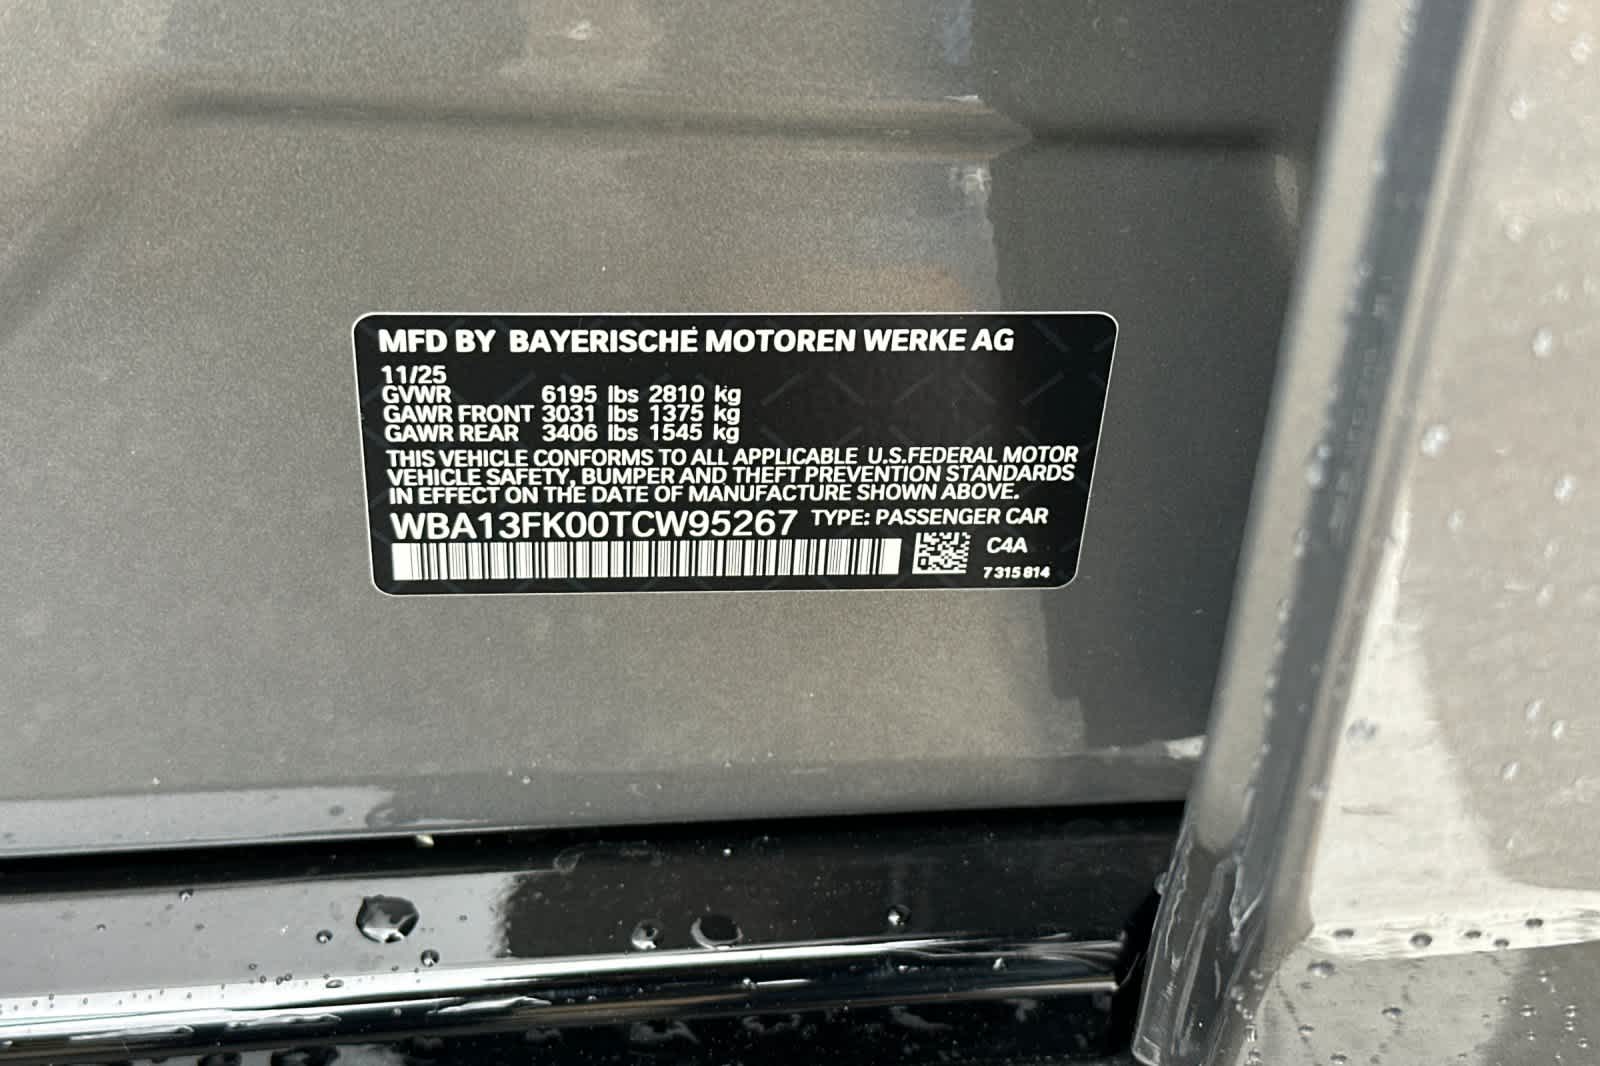 MFD BY BAYERISCHE MOTOREN WERKE AG
11/25
GVWR 6195 lbs 2810 kg
GAWR FRONT 3031 lbs 1375 kg
GAWR REAR 3406 lbs 1545 kg
THIS VEHICLE CONFORMS TO ALL APPLICABLE U.S.FEDERAL MOTOR
VEHICLE SAFETY, BUMPER AND THEFT PREVENTION STANDARDS
IN EFFECT ON THE DATE OF MANUFACTURE SHOWN ABOVE.
WBA13FK00TCW95267 TYPE: PASSENGER CAR
C4A
7 315 814